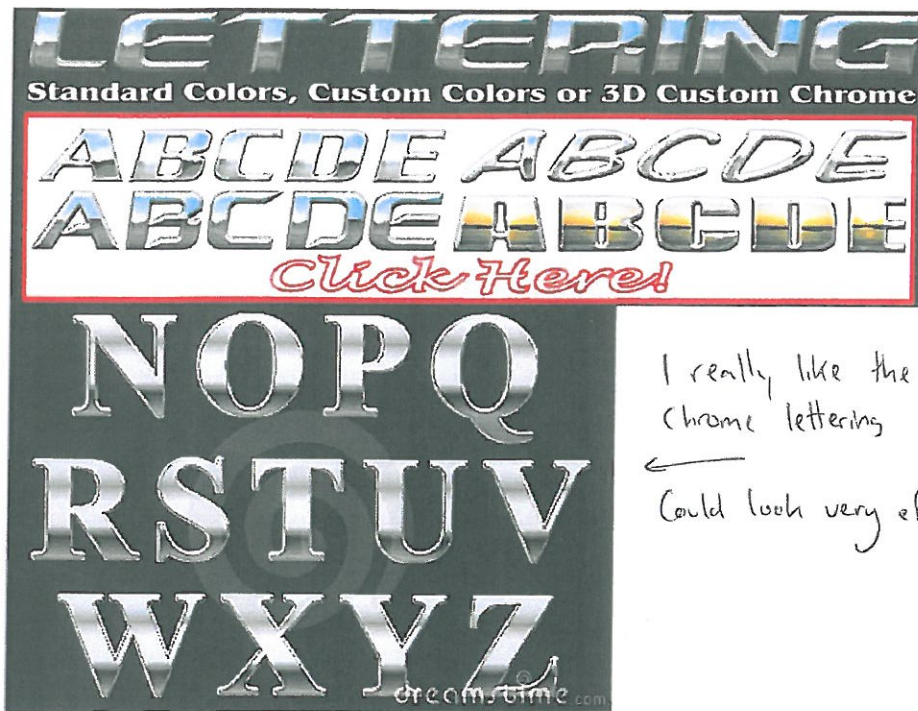 LETTERING
Standard Colors, Custom Colors or 3D Custom Chrome
ABCDE ABCDE
ABCDE ABCDE
Click Here!
NOPQ
RSTUV
WXYZ
dreamstime.com
I really like the
Chrome lettering
←
Could look very